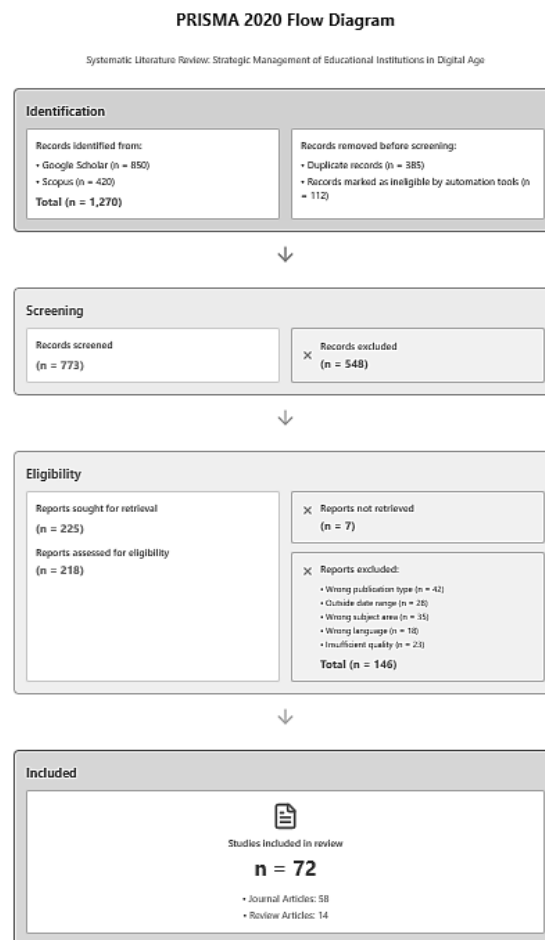 PRISMA 2020 Flow Diagram
Systematic Literature Review: Strategic Management of Educational Institutions in Digital Age
Identification
Records identified from:
• Google Scholar (n = 850)
• Scopus (n = 420)
Total (n = 1,270)
Records removed before screening:
• Duplicate records (n = 385)
• Records marked as ineligible by automation tools (n
= 112)
Screening
Records screened
(n = 773)
Records excluded
(n = 548)
Eligibility
Reports sought for retrieval
(n = 225)
Reports assessed for eligibility
(n = 218)
Reports not retrieved
(n = 7)
Reports excluded:
• Wrong publication type (n = 42)
• Outside date range (n = 28)
• Wrong subject area (n = 35)
• Wrong language (n = 18)
• Insufficient quality (n = 23)
Total (n = 146)
Included
Studies included in review
n = 72
• Journal Articles: 58
• Review Articles: 14